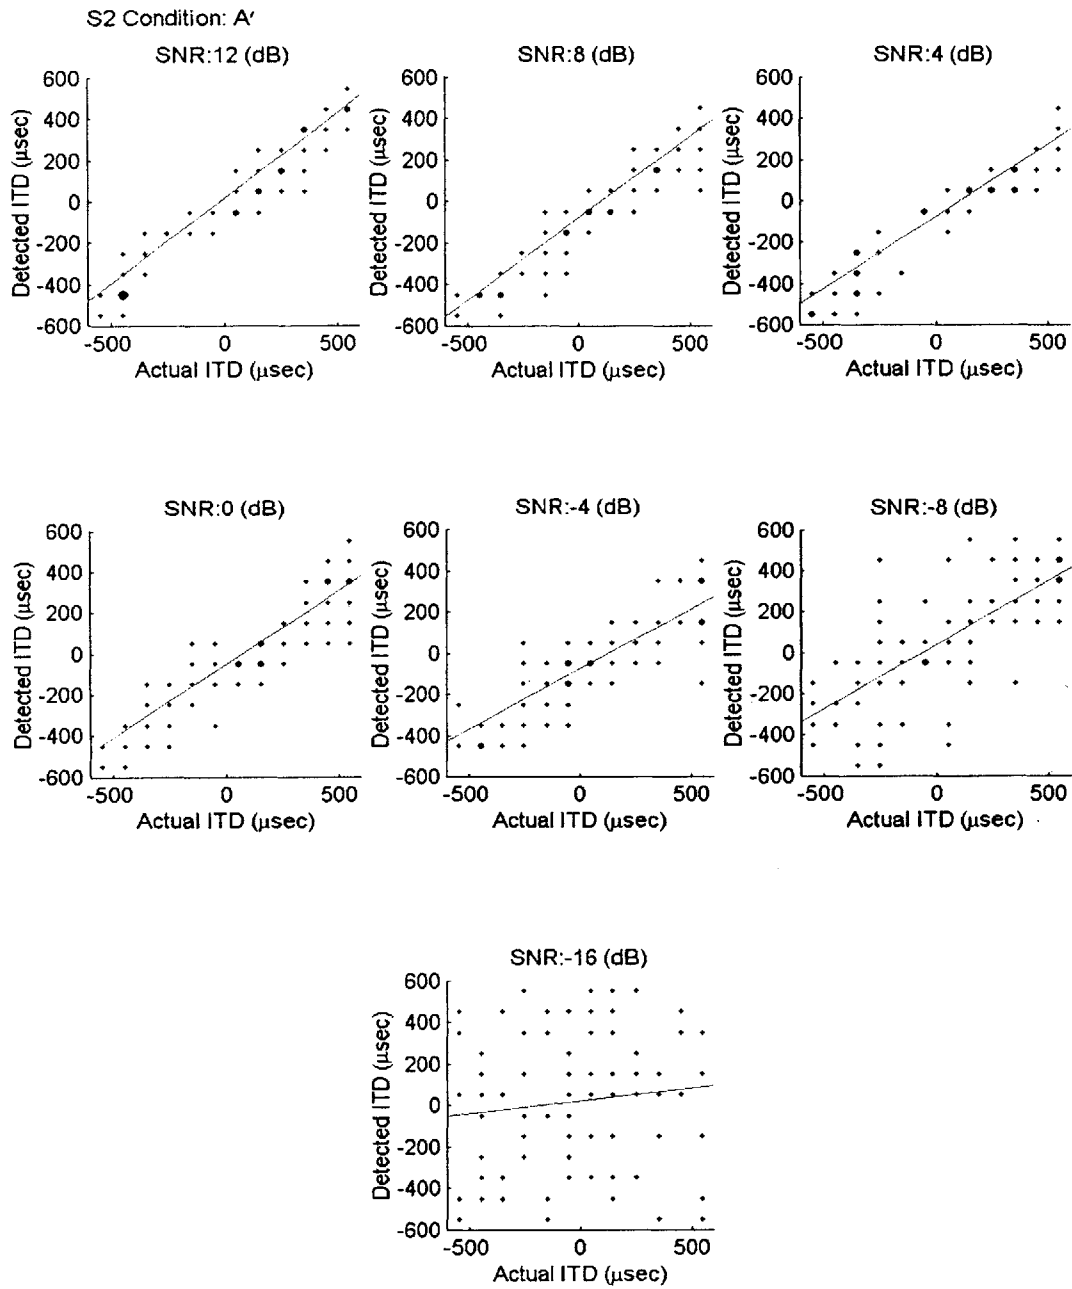 S2 Condition: A′
SNR:12 (dB)
SNR:8 (dB)
SNR:4 (dB)
Detected ITD (µsec)
600
400
200
0
-200
-400
-600
-500 0 500
Actual ITD (µsec)
Detected ITD (µsec)
600
400
200
0
-200
-400
-600
-500 0 500
Actual ITD (µsec)
Detected ITD (µsec)
600
400
200
0
-200
-400
-600
-500 0 500
Actual ITD (µsec)
SNR:0 (dB)
SNR:-4 (dB)
SNR:-8 (dB)
Detected ITD (µsec)
600
400
200
0
-200
-400
-600
-500 0 500
Actual ITD (µsec)
Detected ITD (µsec)
600
400
200
0
-200
-400
-600
-500 0 500
Actual ITD (µsec)
Detected ITD (µsec)
600
400
200
0
-200
-400
-600
-500 0 500
Actual ITD (µsec)
SNR:-16 (dB)
Detected ITD (µsec)
600
400
200
0
-200
-400
-600
-500 0 500
Actual ITD (µsec)